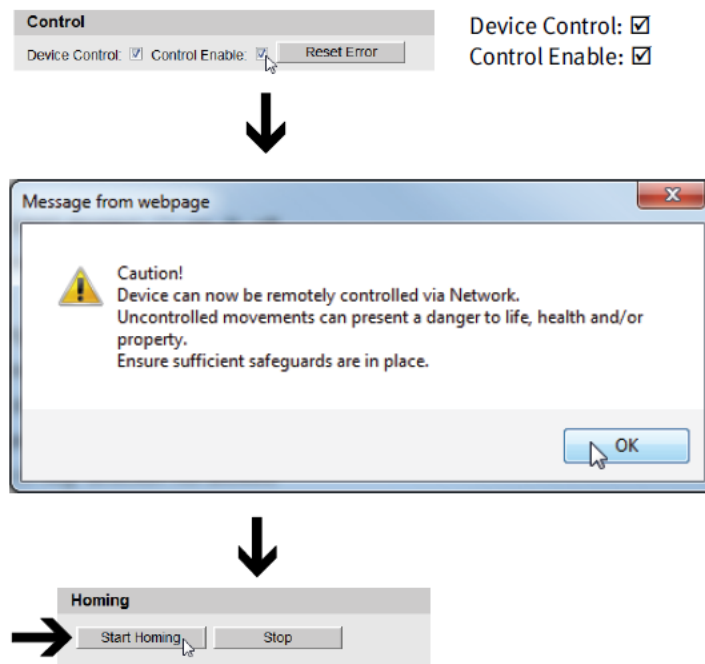 Control
Device Control: ☑ Control Enable: ☑ Reset Error
Device Control: ☑
Control Enable: ☑
Message from webpage
Caution!
Device can now be remotely controlled via Network.
Uncontrolled movements can present a danger to life, health and/or
property.
Ensure sufficient safeguards are in place.
OK
Homing
Start Homing Stop